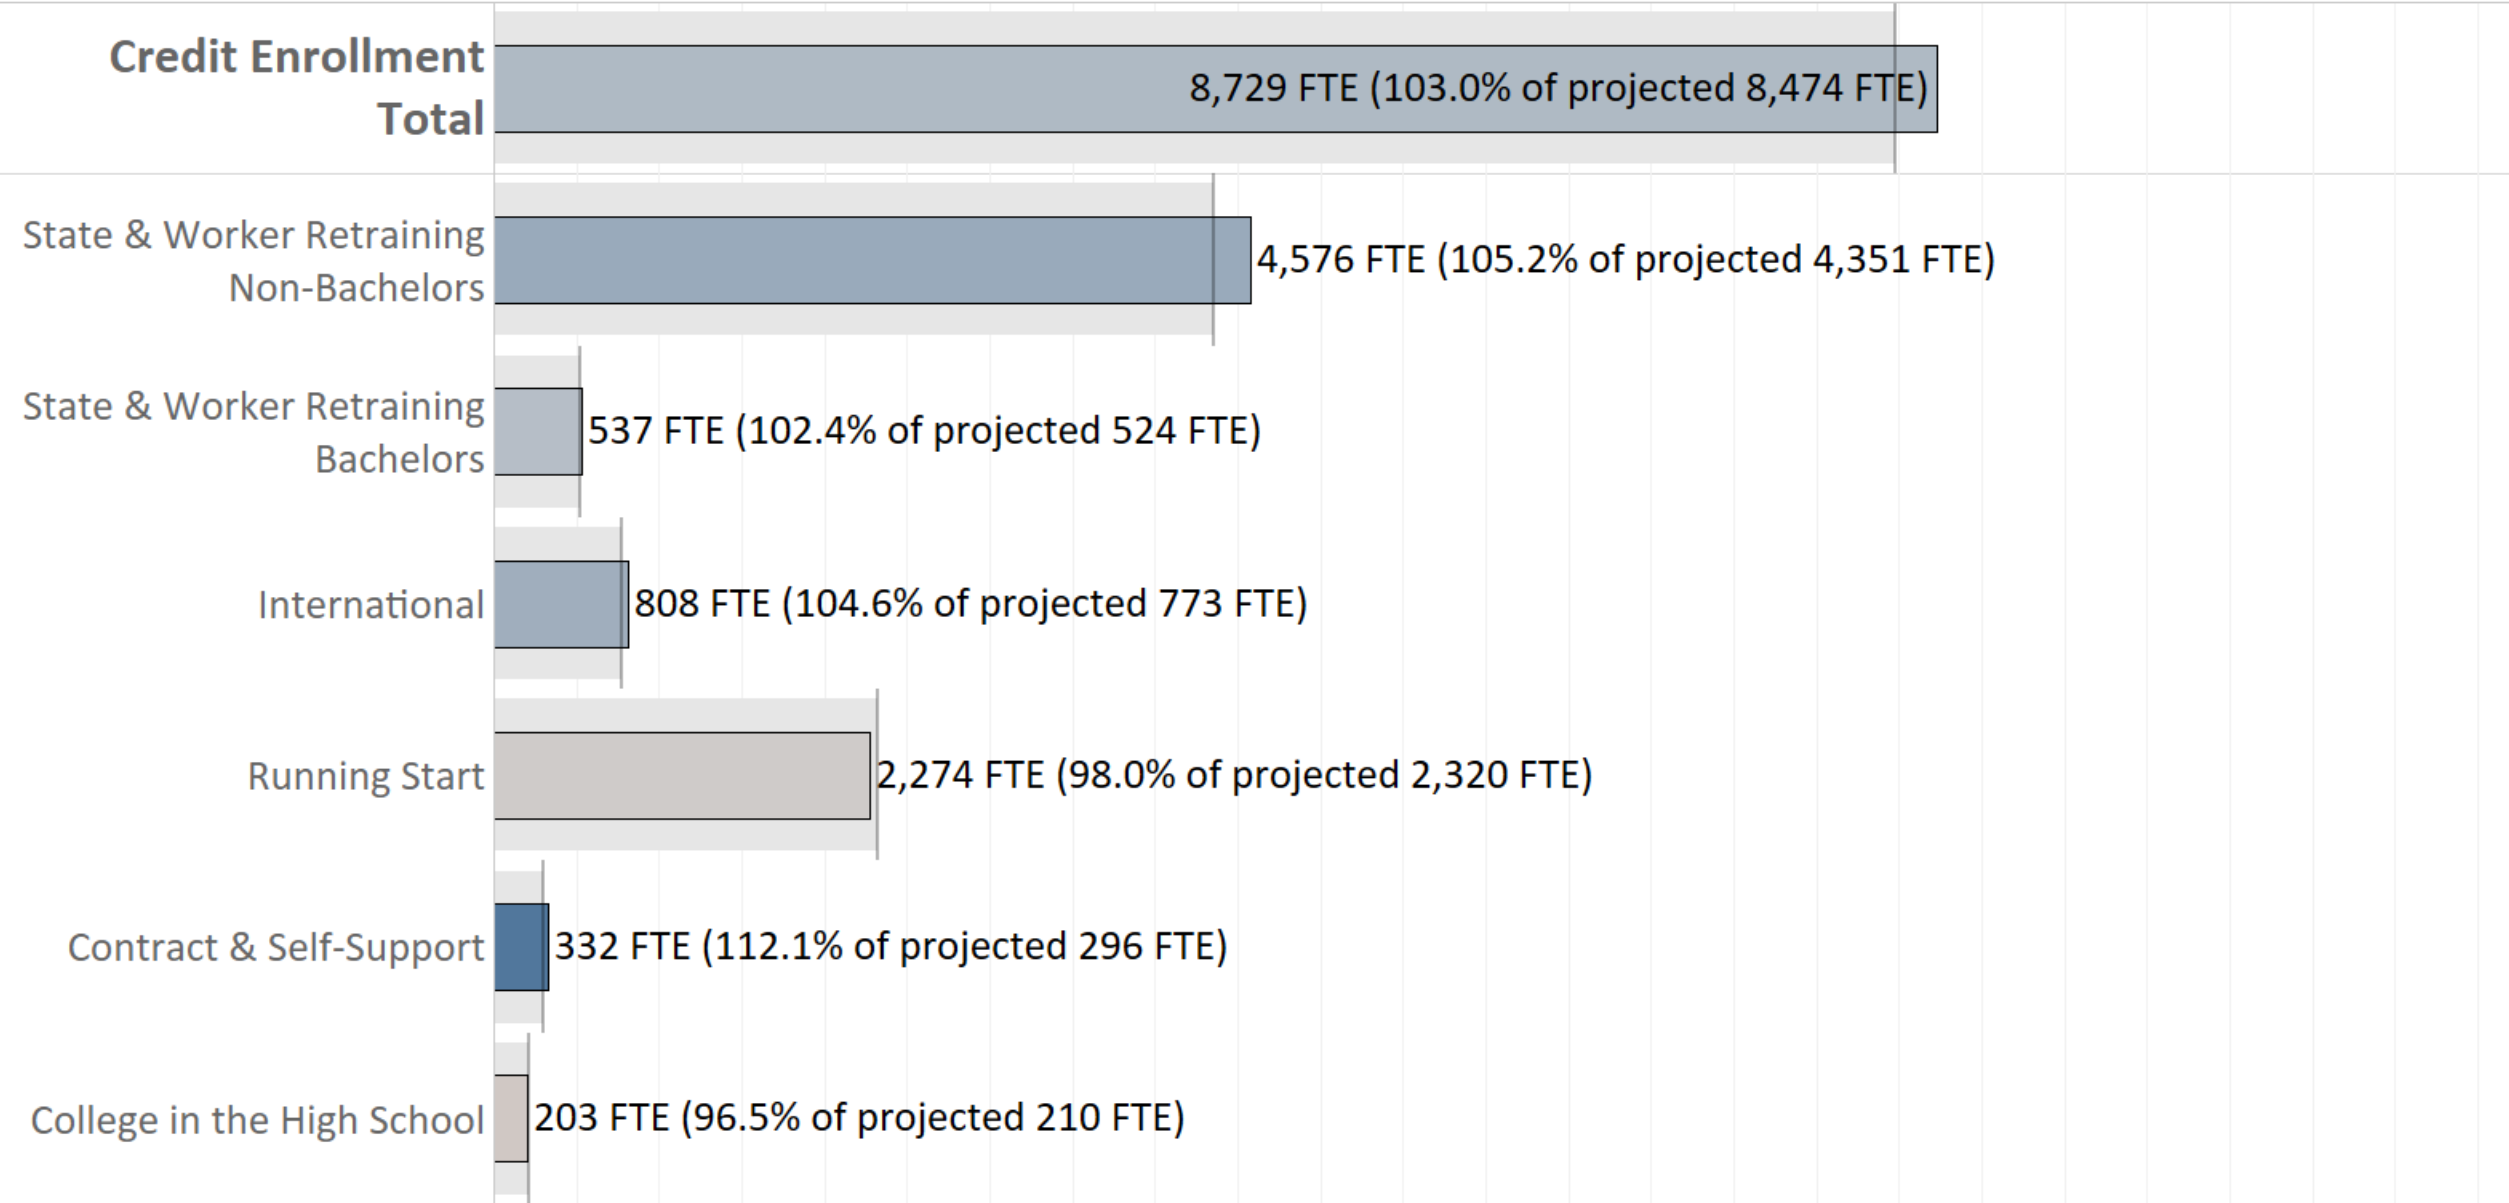 Credit Enrollment
Total
8,729 FTE (103.0% of projected 8,474 FTE)
State & Worker Retraining
Non-Bachelors
4,576 FTE (105.2% of projected 4,351 FTE)
State & Worker Retraining
Bachelors
537 FTE (102.4% of projected 524 FTE)
International
808 FTE (104.6% of projected 773 FTE)
Running Start
2,274 FTE (98.0% of projected 2,320 FTE)
Contract & Self-Support
332 FTE (112.1% of projected 296 FTE)
College in the High School
203 FTE (96.5% of projected 210 FTE)